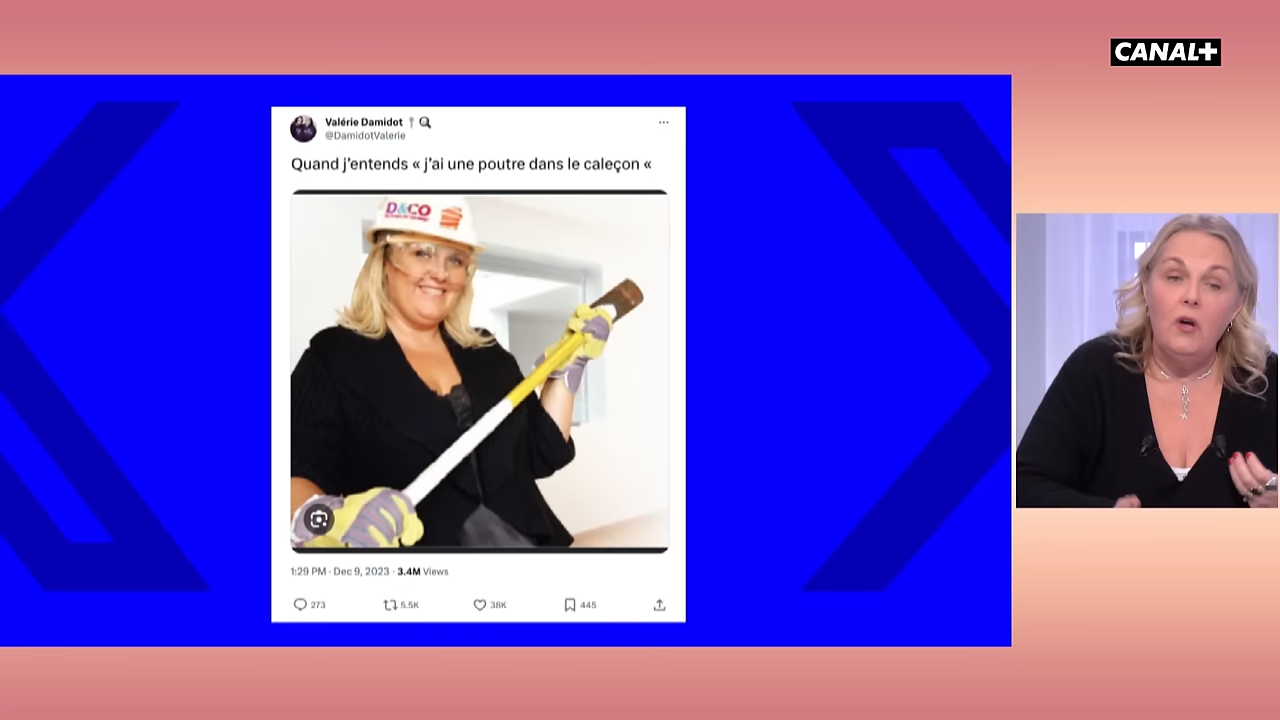 CANAL+
Valérie Damidot
@DamidotValerie
Quand j'entends « j'ai une poutre dans le caleçon «
D&CO
1:29 PM · Dec 9, 2023 · 3.4M Views
273 5.5K 38K 445